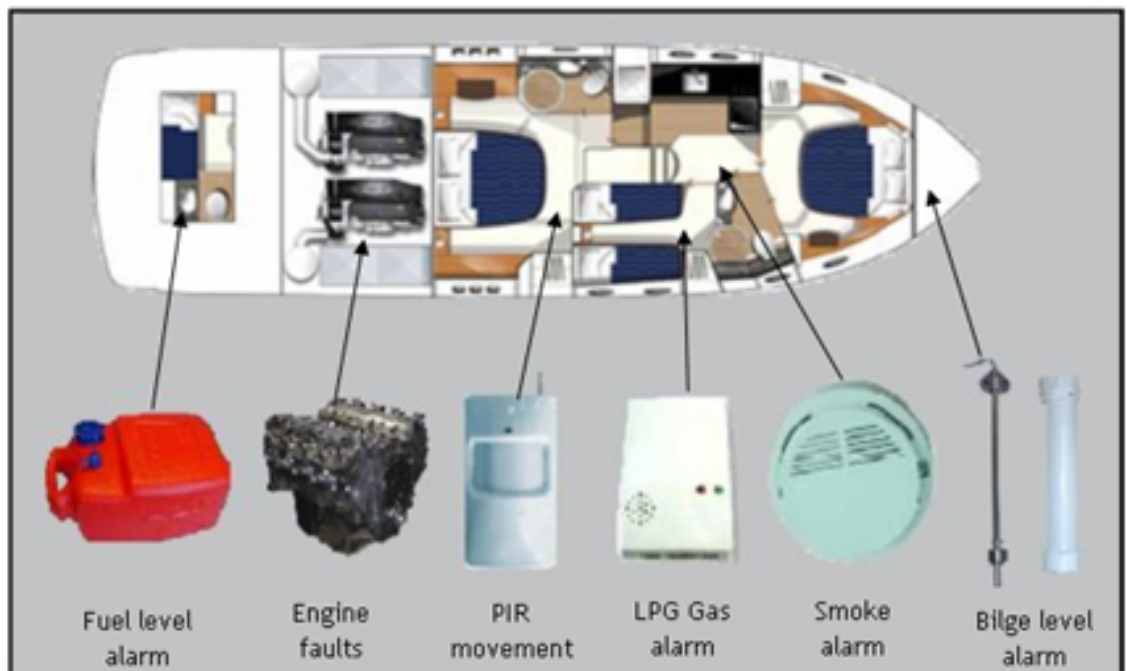 Fuel level
alarm
Engine
faults
PIR
movement
LPG Gas
alarm
Smoke
alarm
Bilge level
alarm